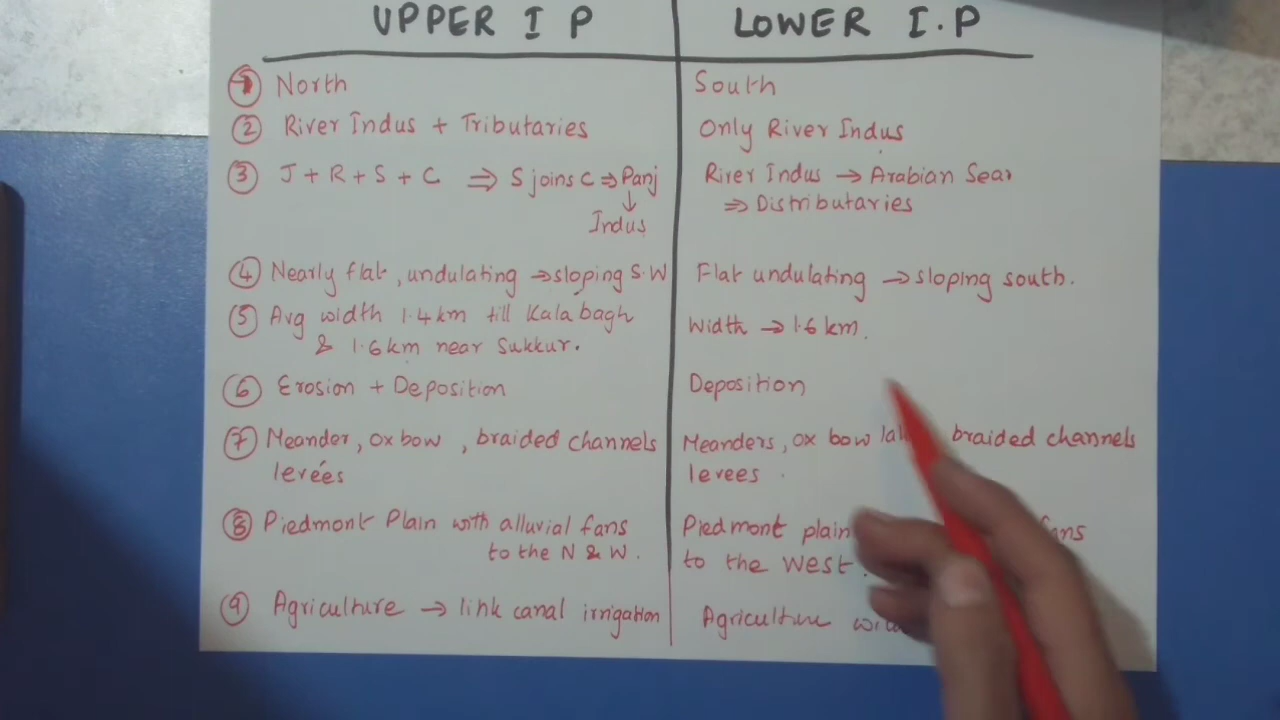 UPPER I P LOWER I.P
① North South
② River Indus + Tributaries Only River Indus
③ J + R + S + C ⇒ S joins C ⇒ Panj River Indus → Arabian Sea
↓ ⇒ Distributaries
Indus
④ Nearly flat, undulating → sloping S.W Flat undulating → sloping south.
⑤ Avg width 1.4km till Kalabagh Width → 1.6 km.
& 1.6km near Sukkur.
⑥ Erosion + Deposition Deposition
⑦ Meander, ox bow, braided channels Meanders, ox bow braided channels
levees levees
⑧ Piedmont Plain with alluvial fans Piedmont plain fans
to the N & W. to the west.
⑨ Agriculture → link canal irrigation Agriculture